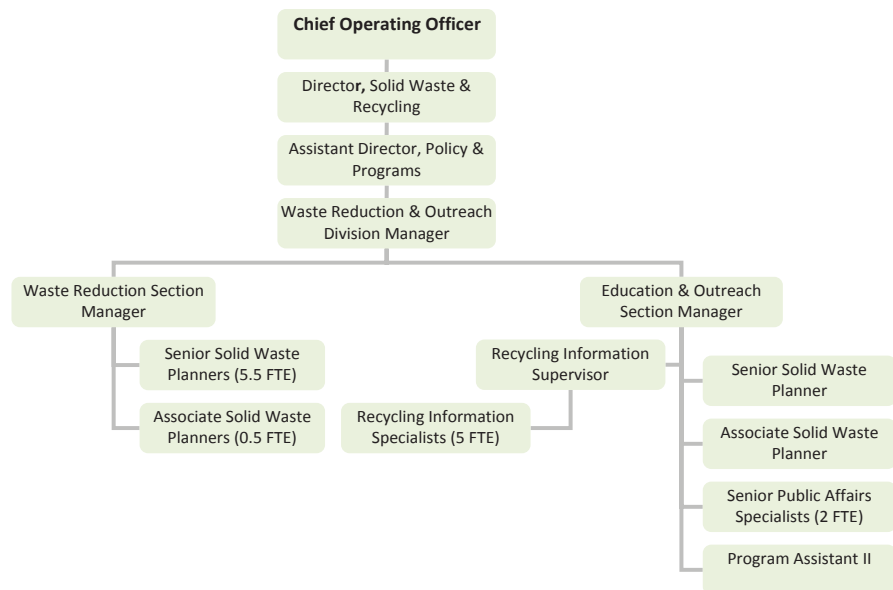 Chief Operating Officer
Director, Solid Waste &
Recycling
Assistant Director, Policy &
Programs
Waste Reduction & Outreach
Division Manager
Waste Reduction Section
Manager
Senior Solid Waste
Planners (5.5 FTE)
Associate Solid Waste
Planners (0.5 FTE)
Education & Outreach
Section Manager
Recycling Information
Supervisor
Recycling Information
Specialists (5 FTE)
Senior Solid Waste
Planner
Associate Solid Waste
Planner
Senior Public Affairs
Specialists (2 FTE)
Program Assistant II